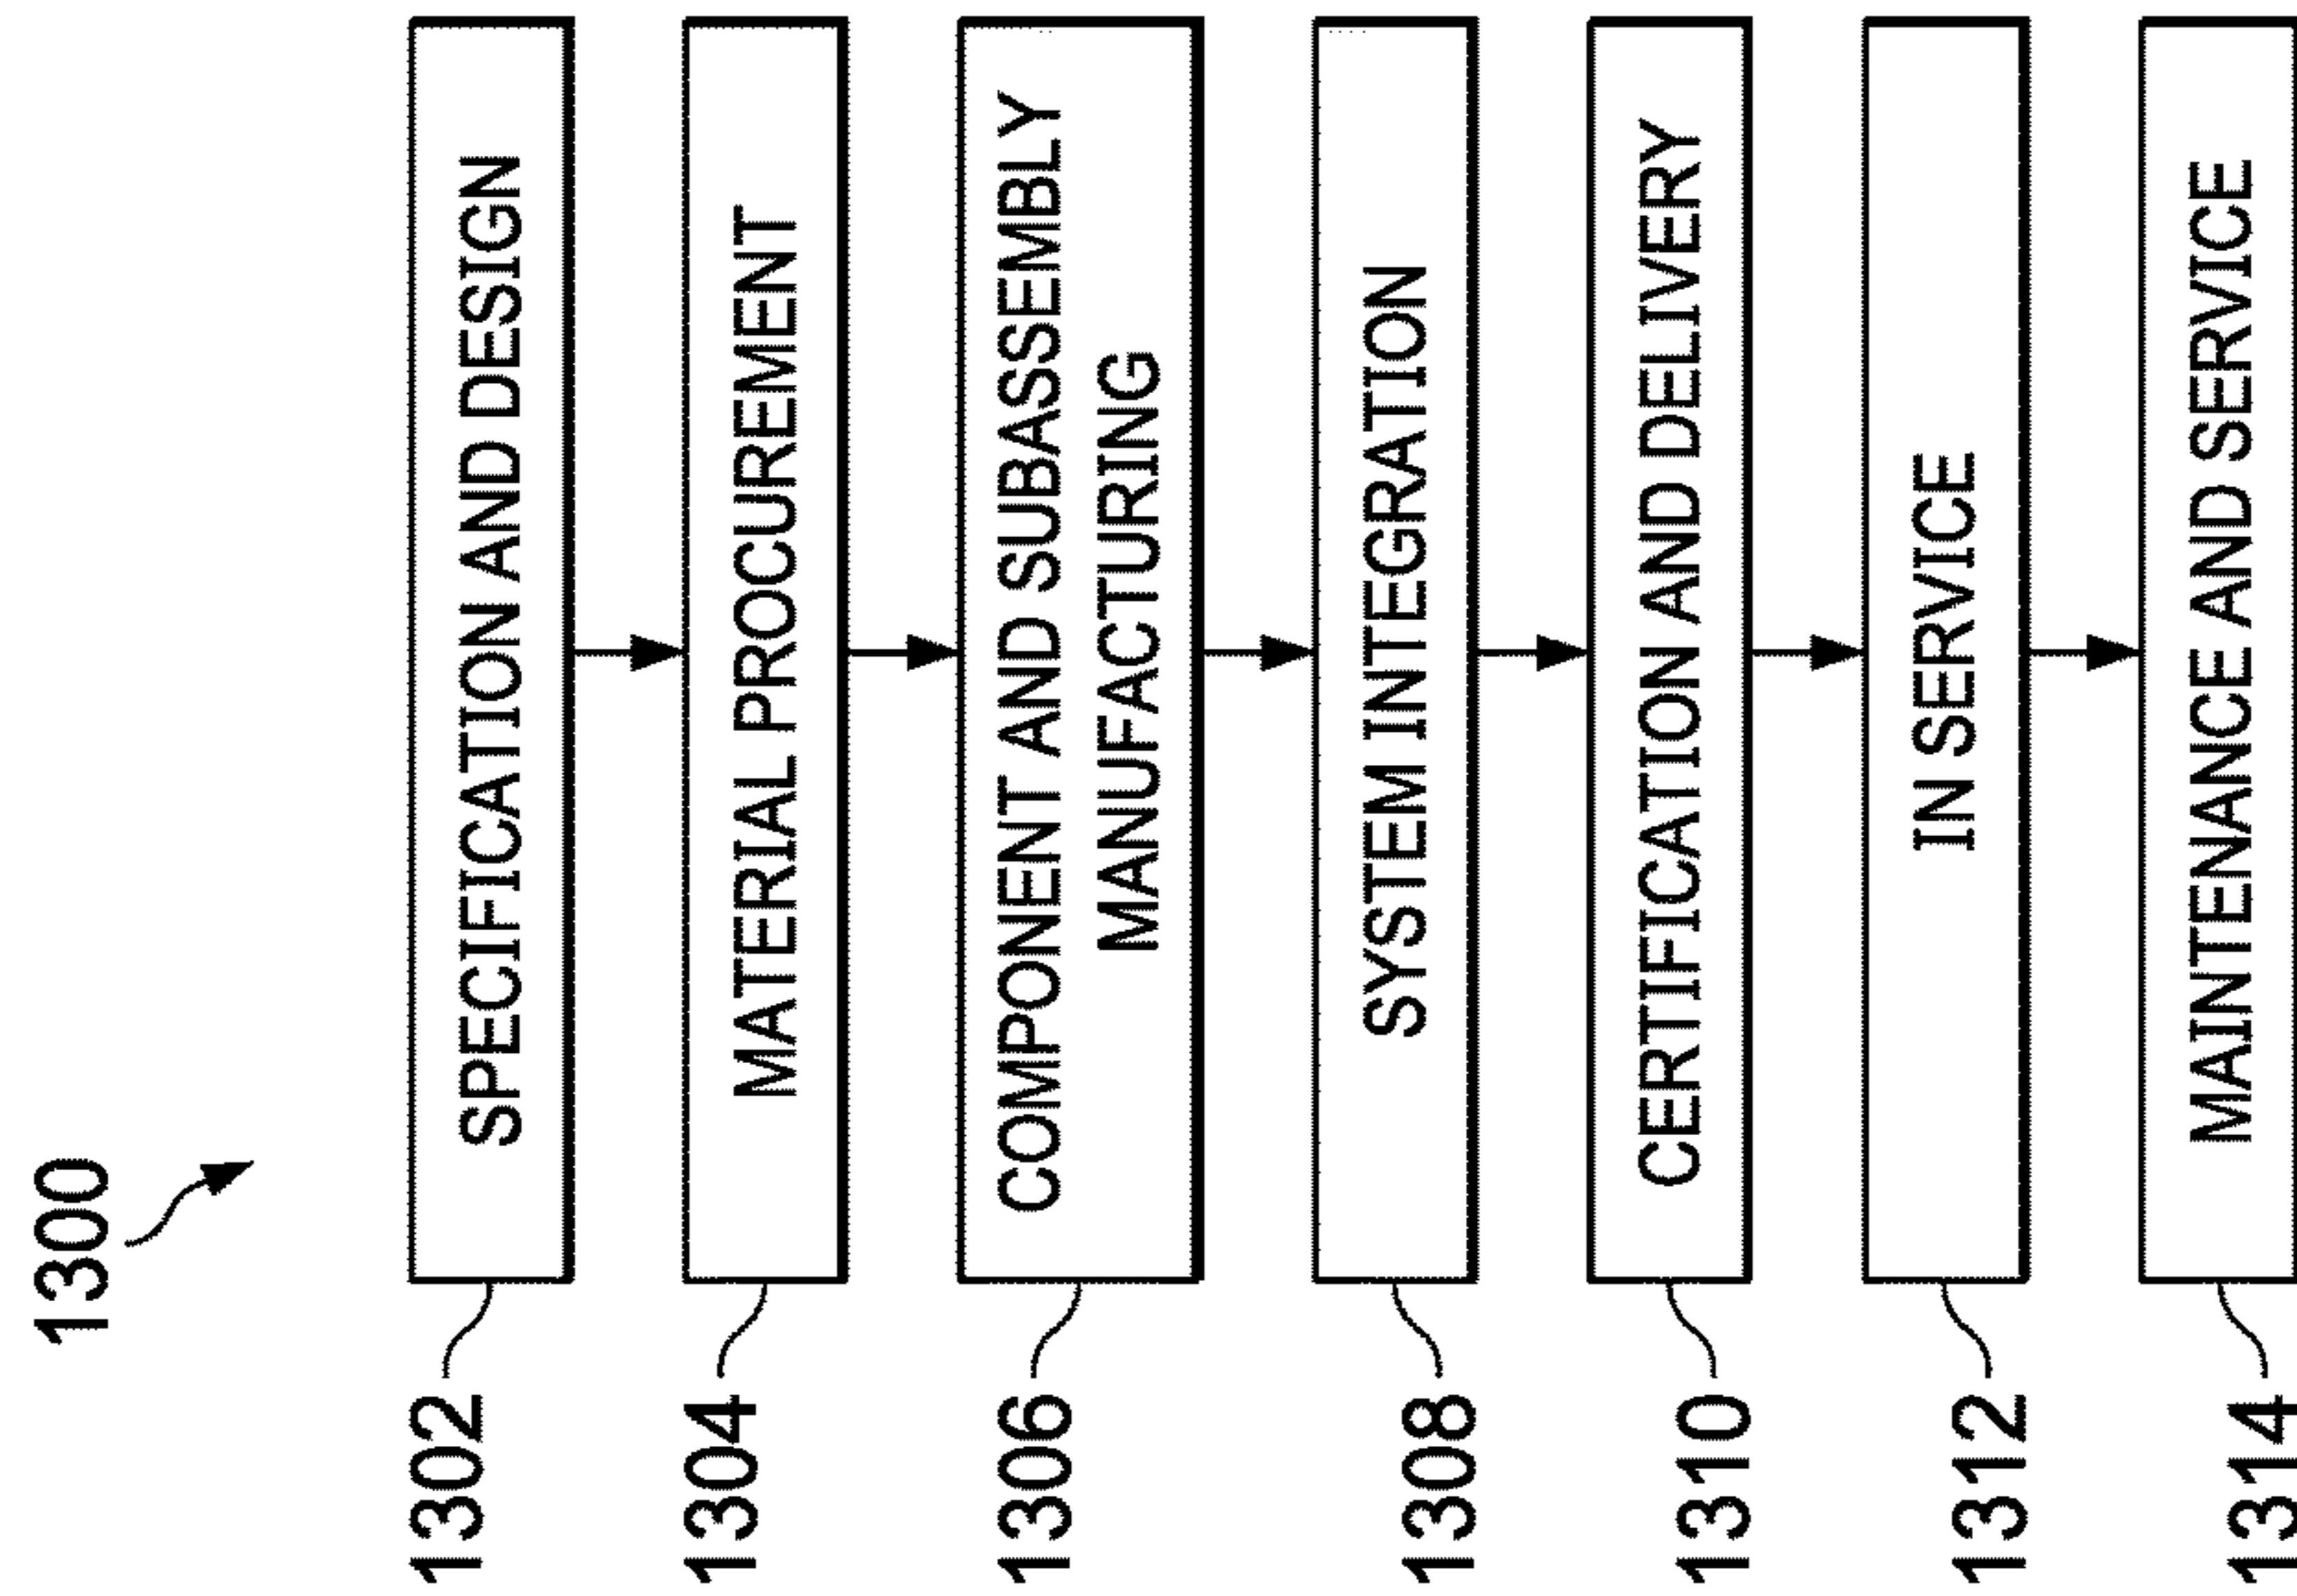 1300
1302
SPECIFICATION AND DESIGN
1304
MATERIAL PROCUREMENT
1306
COMPONENT AND SUBASSEMBLY
MANUFACTURING
1308
SYSTEM INTEGRATION
1310
CERTIFICATION AND DELIVERY
1312
IN SERVICE
1314
MAINTENANCE AND SERVICE